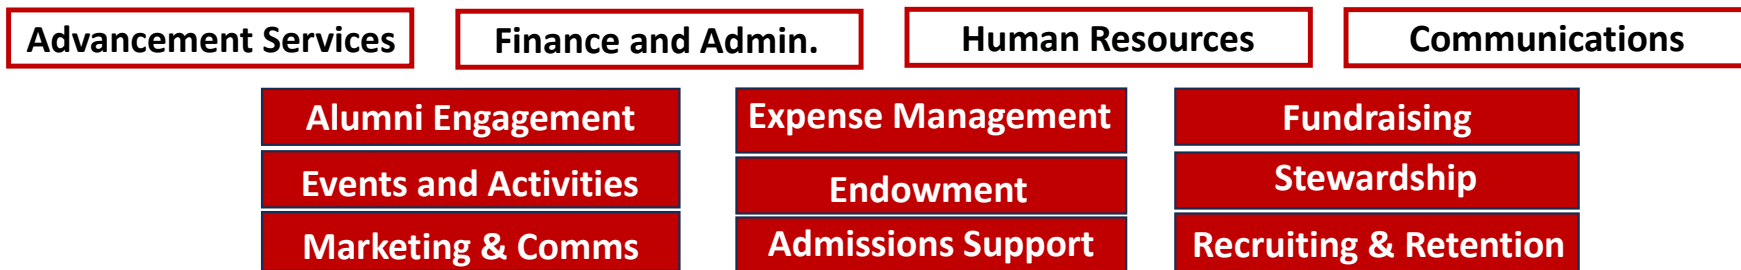 Advancement Services
Finance and Admin.
Human Resources
Communications
Alumni Engagement
Expense Management
Fundraising
Events and Activities
Endowment
Stewardship
Marketing & Comms
Admissions Support
Recruiting & Retention